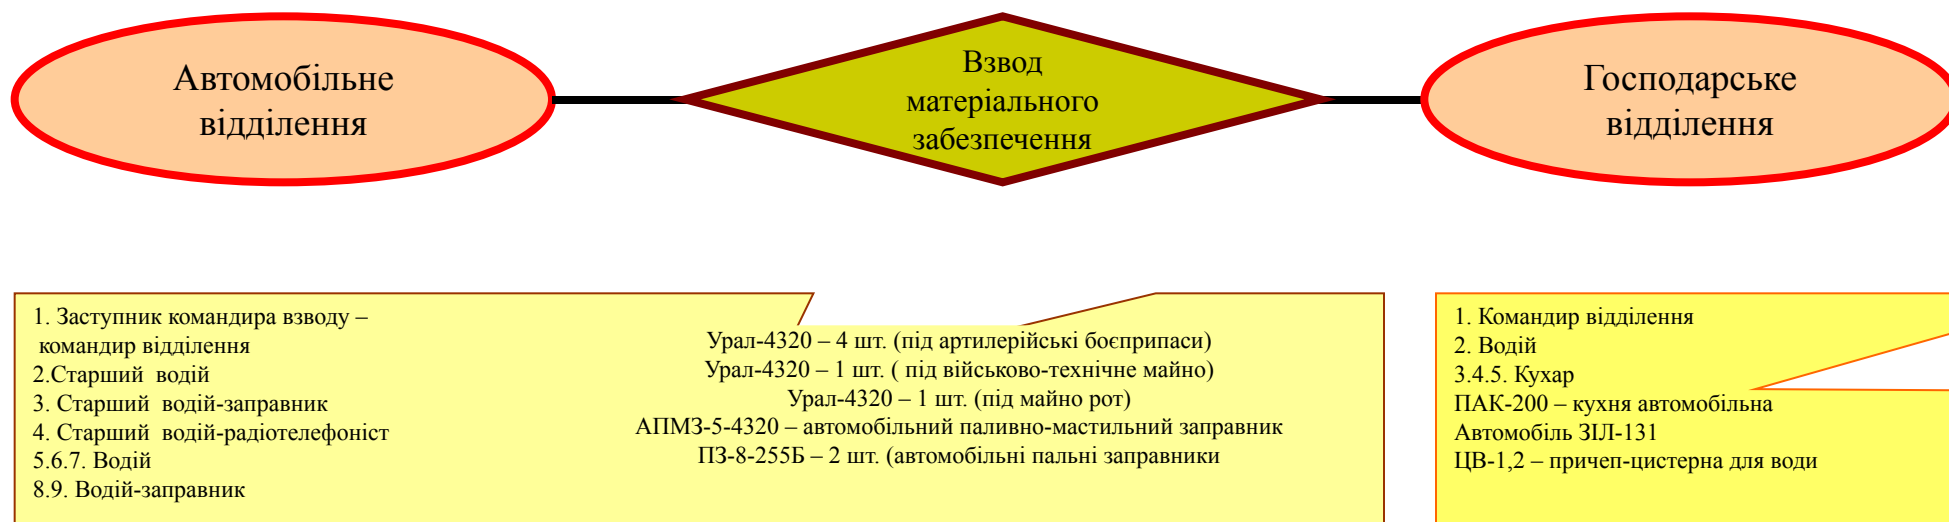 Автомобільне
відділення
Взвод
матеріального
забезпечення
Господарське
відділення
1. Заступник командира взводу –
командир відділення
2.Старший водій
3. Старший водій-заправник
4. Старший водій-радіотелефоніст
5.6.7. Водій
8.9. Водій-заправник
Урал-4320 – 4 шт. (під артилерійські боєприпаси)
Урал-4320 – 1 шт. ( під військово-технічне майно)
Урал-4320 – 1 шт. (під майно рот)
АПМЗ-5-4320 – автомобільний паливно-мастильний заправник
ПЗ-8-255Б – 2 шт. (автомобільні пальні заправники
1. Командир відділення
2. Водій
3.4.5. Кухар
ПАК-200 – кухня автомобільна
Автомобіль ЗІЛ-131
ЦВ-1,2 – причеп-цистерна для води